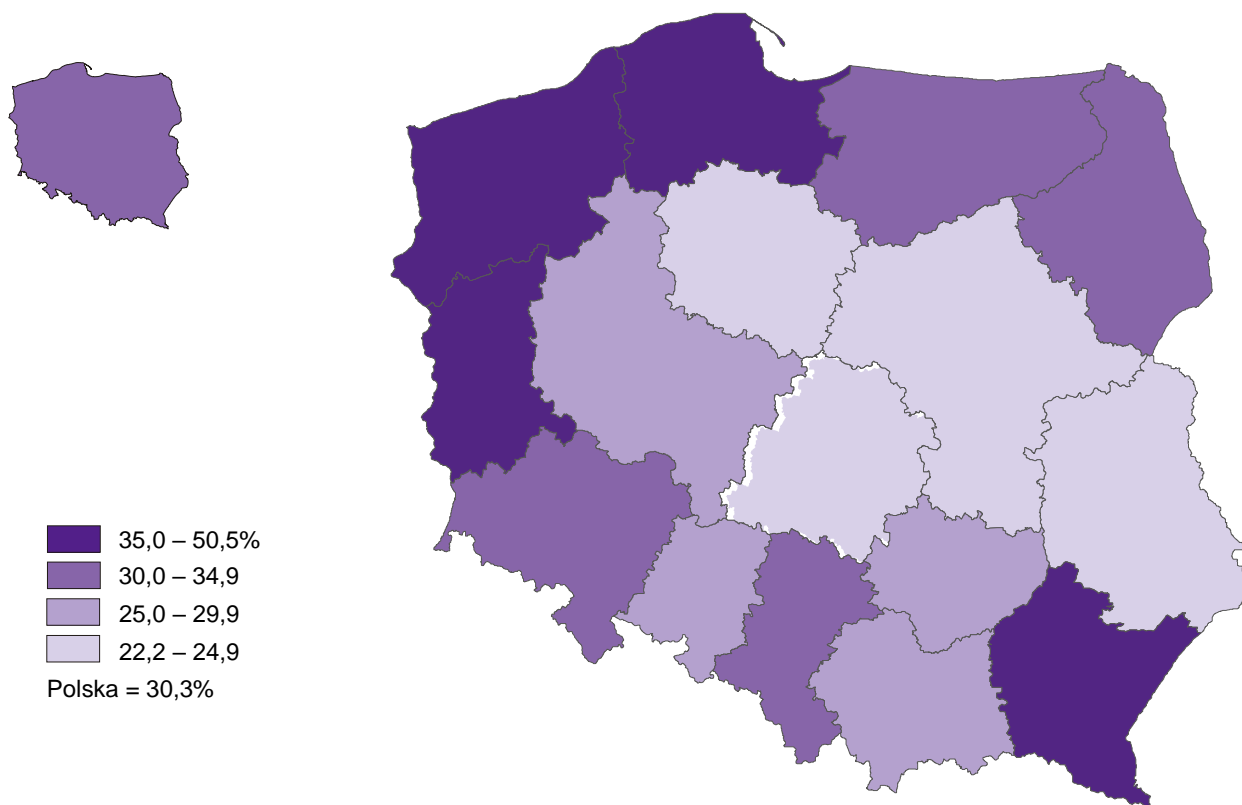 35,0 – 50,5%
30,0 – 34,9
25,0 – 29,9
22,2 – 24,9
Polska = 30,3%